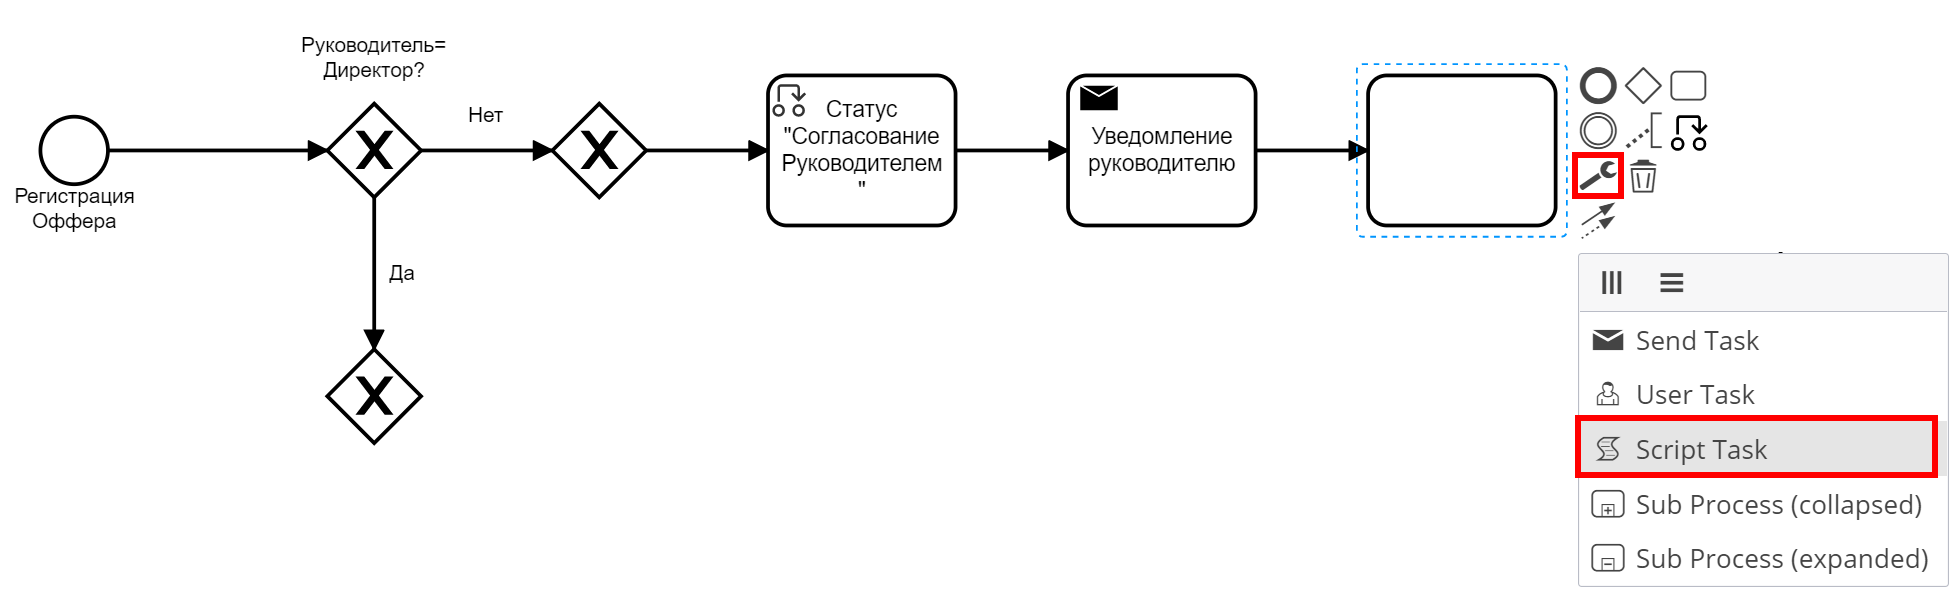 Руководитель=
Директор?
Нет
Регистрация
Оффера
Да
Статус
"Согласование
Руководителем
"
Уведомление
руководителю
Send Task
User Task
Script Task
Sub Process (collapsed)
Sub Process (expanded)